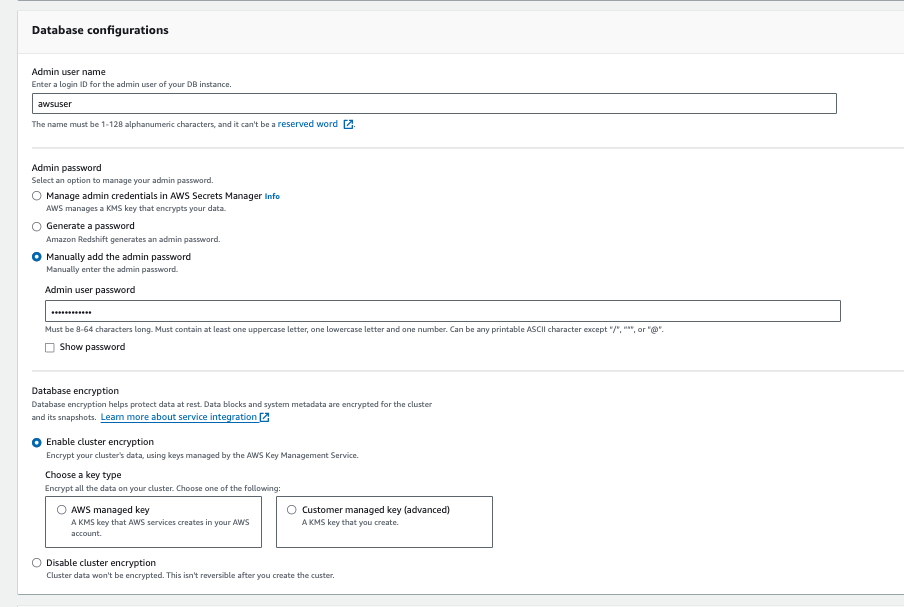 Database configurations
Admin user name
Enter a login ID for the admin user of your DB instance.
awsuser
The name must be 1-128 alphanumeric characters, and it can't be a reserved word.
Admin password
Select an option to manage your admin password.
Manage admin credentials in AWS Secrets Manager Info
AWS manages a KMS key that encrypts your data.
Generate a password
Amazon Redshift generates an admin password.
Manually add the admin password
Manually enter the admin password.
Admin user password
••••••••••••
Must be 8-64 characters long. Must contain at least one uppercase letter, one lowercase letter and one number. Can be any printable ASCII character except "/", """, or "@".
Show password
Database encryption
Database encryption helps protect data at rest. Data blocks and system metadata are encrypted for the cluster
and its snapshots. Learn more about service integration
Enable cluster encryption
Encrypt your cluster's data, using keys managed by the AWS Key Management Service.
Choose a key type
Encrypt all the data on your cluster. Choose one of the following:
AWS managed key
A KMS key that AWS services creates in your AWS
account.
Customer managed key (advanced)
A KMS key that you create.
Disable cluster encryption
Cluster data won't be encrypted. This isn't reversible after you create the custer.